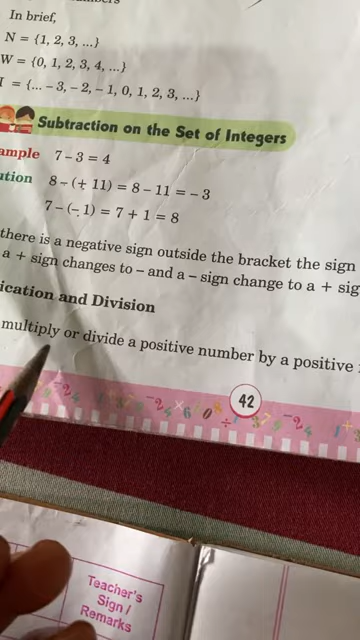 In brief,
N = {1, 2, 3, ...}
W = {0, 1, 2, 3, 4, ...}
I = {... – 3, – 2, – 1, 0, 1, 2, 3, ...}
Subtraction on the Set of Integers
ample 7 – 3 = 4
ution 8 – (+ 11) = 8 – 11 = – 3
7 – (– 1) = 7 + 1 = 8
there is a negative sign outside the bracket the sign
a + sign changes to – and a – sign change to a + sig
ication and Division
multiply or divide a positive number by a positive
42
Teacher's
Sign /
Remarks